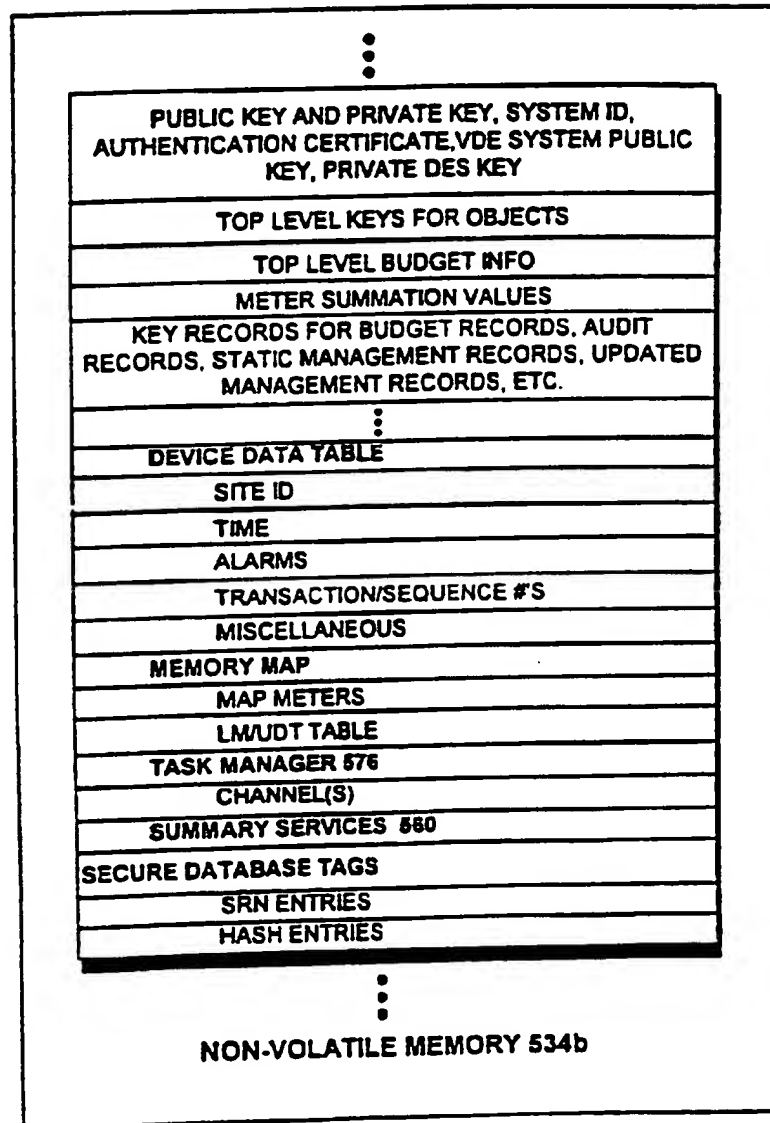 PUBLIC KEY AND PRIVATE KEY, SYSTEM ID,
AUTHENTICATION CERTIFICATE,VDE SYSTEM PUBLIC
KEY, PRIVATE DES KEY
TOP LEVEL KEYS FOR OBJECTS
TOP LEVEL BUDGET INFO
METER SUMMATION VALUES
KEY RECORDS FOR BUDGET RECORDS, AUDIT
RECORDS, STATIC MANAGEMENT RECORDS, UPDATED
MANAGEMENT RECORDS, ETC.
DEVICE DATA TABLE
SITE ID
TIME
ALARMS
TRANSACTION/SEQUENCE #'S
MISCELLANEOUS
MEMORY MAP
MAP METERS
LM/UDT TABLE
TASK MANAGER 576
CHANNEL(S)
SUMMARY SERVICES 560
SECURE DATABASE TAGS
SRN ENTRIES
HASH ENTRIES
NON-VOLATILE MEMORY 534b